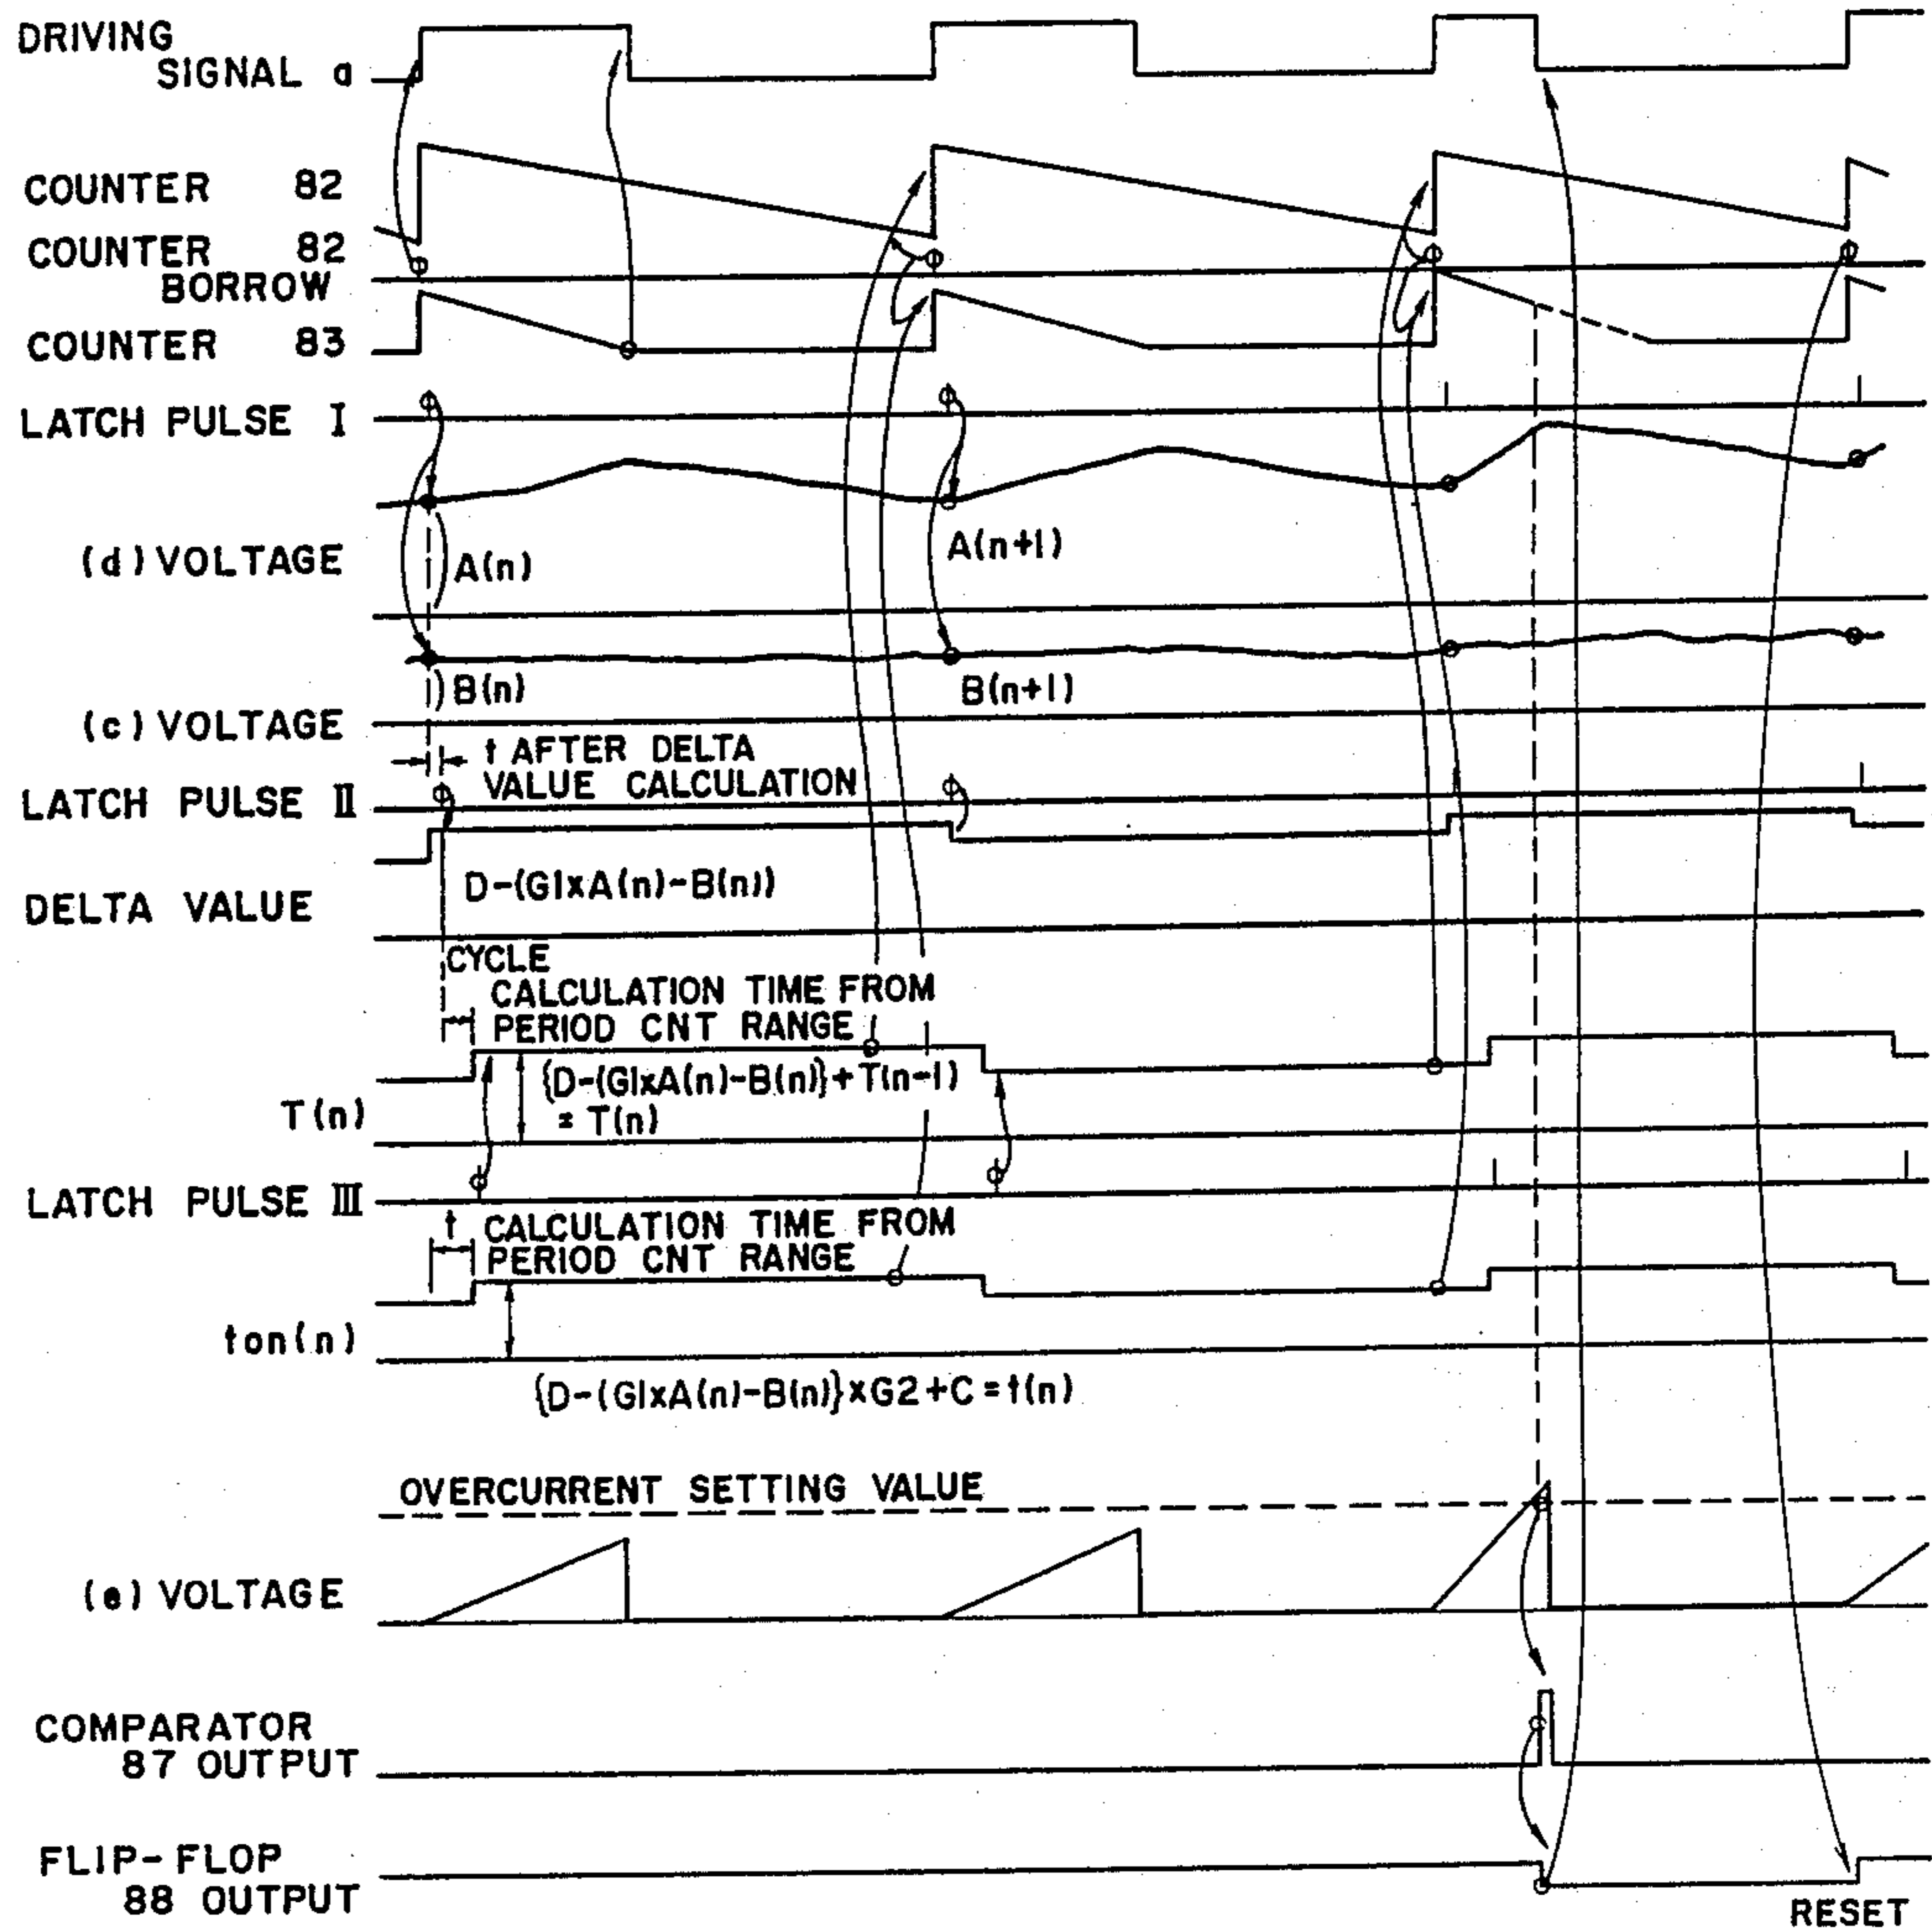 DRIVING
SIGNAL a
COUNTER 82
COUNTER 82
BORROW
COUNTER 83
LATCH PULSE I
(d) VOLTAGE
A(n)
A(n+1)
B(n)
B(n+1)
(c) VOLTAGE
t AFTER DELTA
VALUE CALCULATION
LATCH PULSE II
D-(G1xA(n)-B(n))
DELTA VALUE
CYCLE
CALCULATION TIME FROM
PERIOD CNT RANGE
{D-(G1xA(n)-B(n)}+T(n-1)
= T(n)
T(n)
LATCH PULSE III
t CALCULATION TIME FROM
PERIOD CNT RANGE
ton(n)
{D-(G1xA(n)-B(n)}xG2+C=t(n)
OVERCURRENT SETTING VALUE
(e) VOLTAGE
COMPARATOR
87 OUTPUT
FLIP-FLOP
88 OUTPUT
RESET